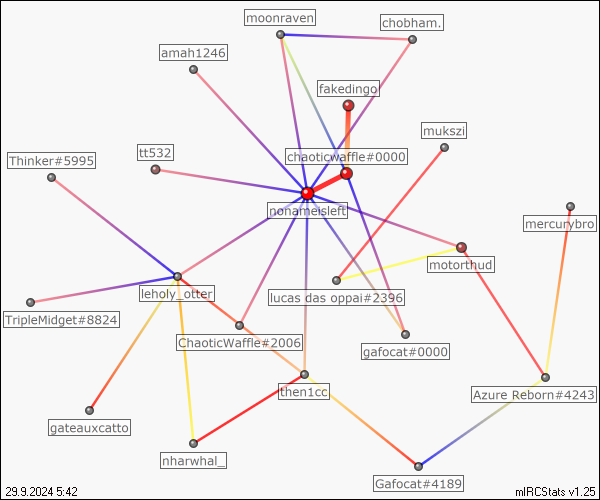 moonraven
chobham.
amah1246
fakedingo
mukszi
tt532
chaoticwaffle#0000
Thinker#5995
nonameisleft
mercurybro
motorthud
leholy_otter
lucas das oppai#2396
TripleMidget#8824
ChaoticWaffle#2006
gafocat#0000
then1cc
Azure Reborn#4243
gateauxcatto
nharwhal_
Gafocat#4189
29.9.2024 5:42
mIRCStats v1.25